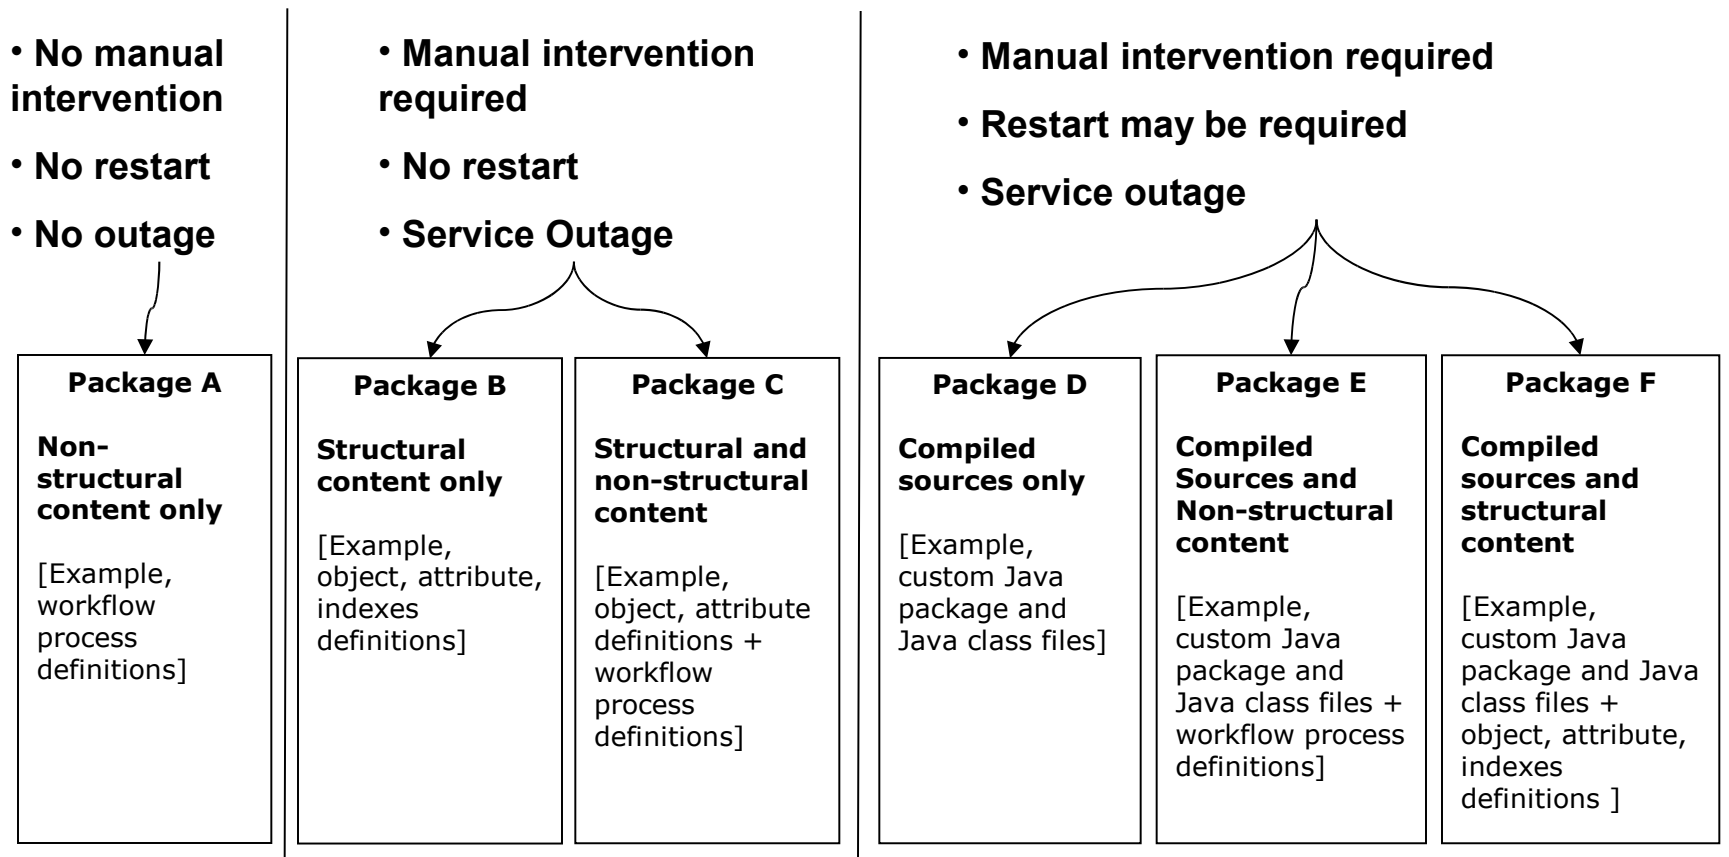 • No manual
intervention
• No restart
• No outage
• Manual intervention
required
• No restart
• Service Outage
• Manual intervention required
• Restart may be required
• Service outage
Package A
Non-
structural
content only
[Example,
workflow
process
definitions]
Package B
Structural
content only
[Example,
object, attribute,
indexes
definitions]
Package C
Structural and
non-structural
content
[Example,
object, attribute
definitions +
workflow
process
definitions]
Package D
Compiled
sources only
[Example,
custom Java
package and
Java class files]
Package E
Compiled
Sources and
Non-structural
content
[Example,
custom Java
package and
Java class files +
workflow process
definitions]
Package F
Compiled
sources and
structural
content
[Example,
custom Java
package and Java
class files +
object, attribute,
indexes
definitions ]